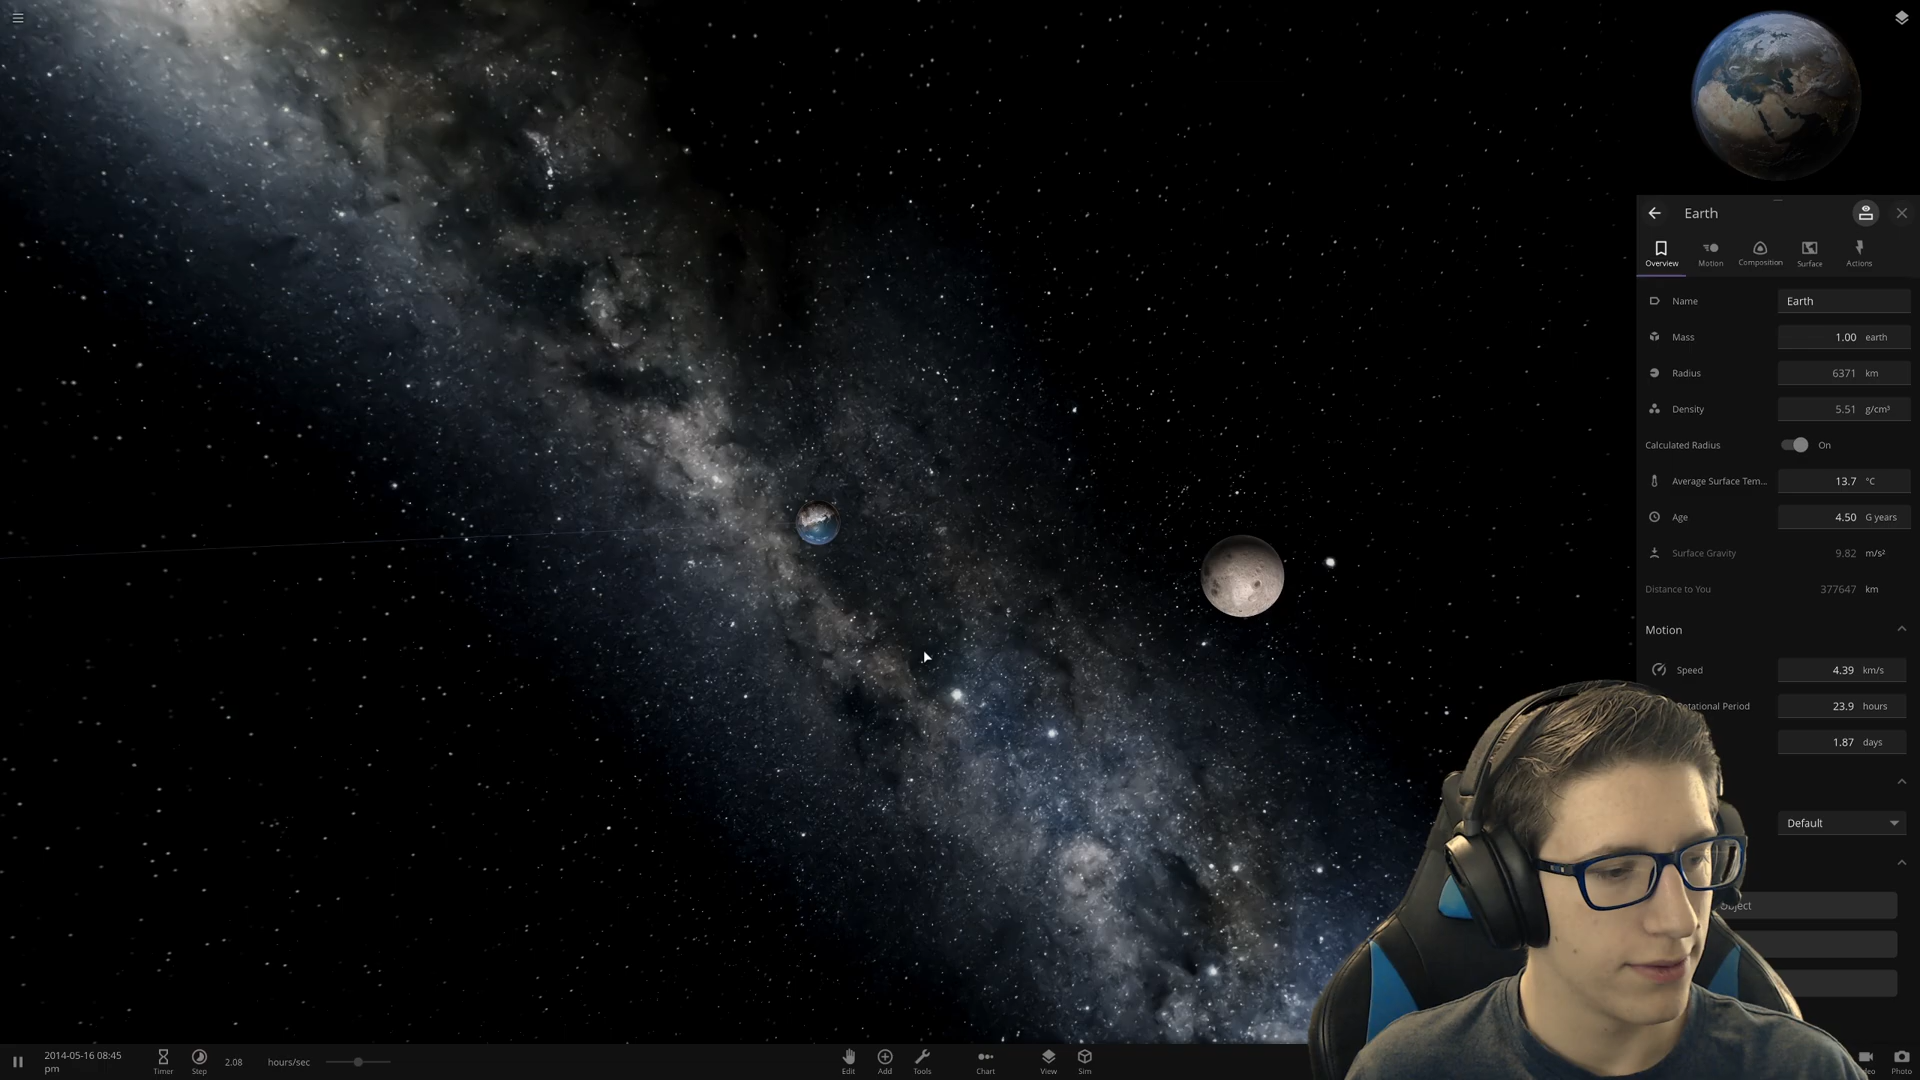 Earth
Overview
Motion
Composition
Surface
Actions
Name Earth
Mass 1.00 earth
Radius 6371 km
Density 5.51 g/cm³
Calculated Radius On
Average Surface Tem... 13.7 °C
Age 4.50 G years
Surface Gravity 9.82 m/s²
Distance to You 377647 km
Motion
Speed 4.39 km/s
Period 23.9 hours
1.87 days
Default
2014-05-16 08:45
pm
Timer
Step
2.08 hours/sec
Edit
Add
Tools
Chart
View
Sim
Photo